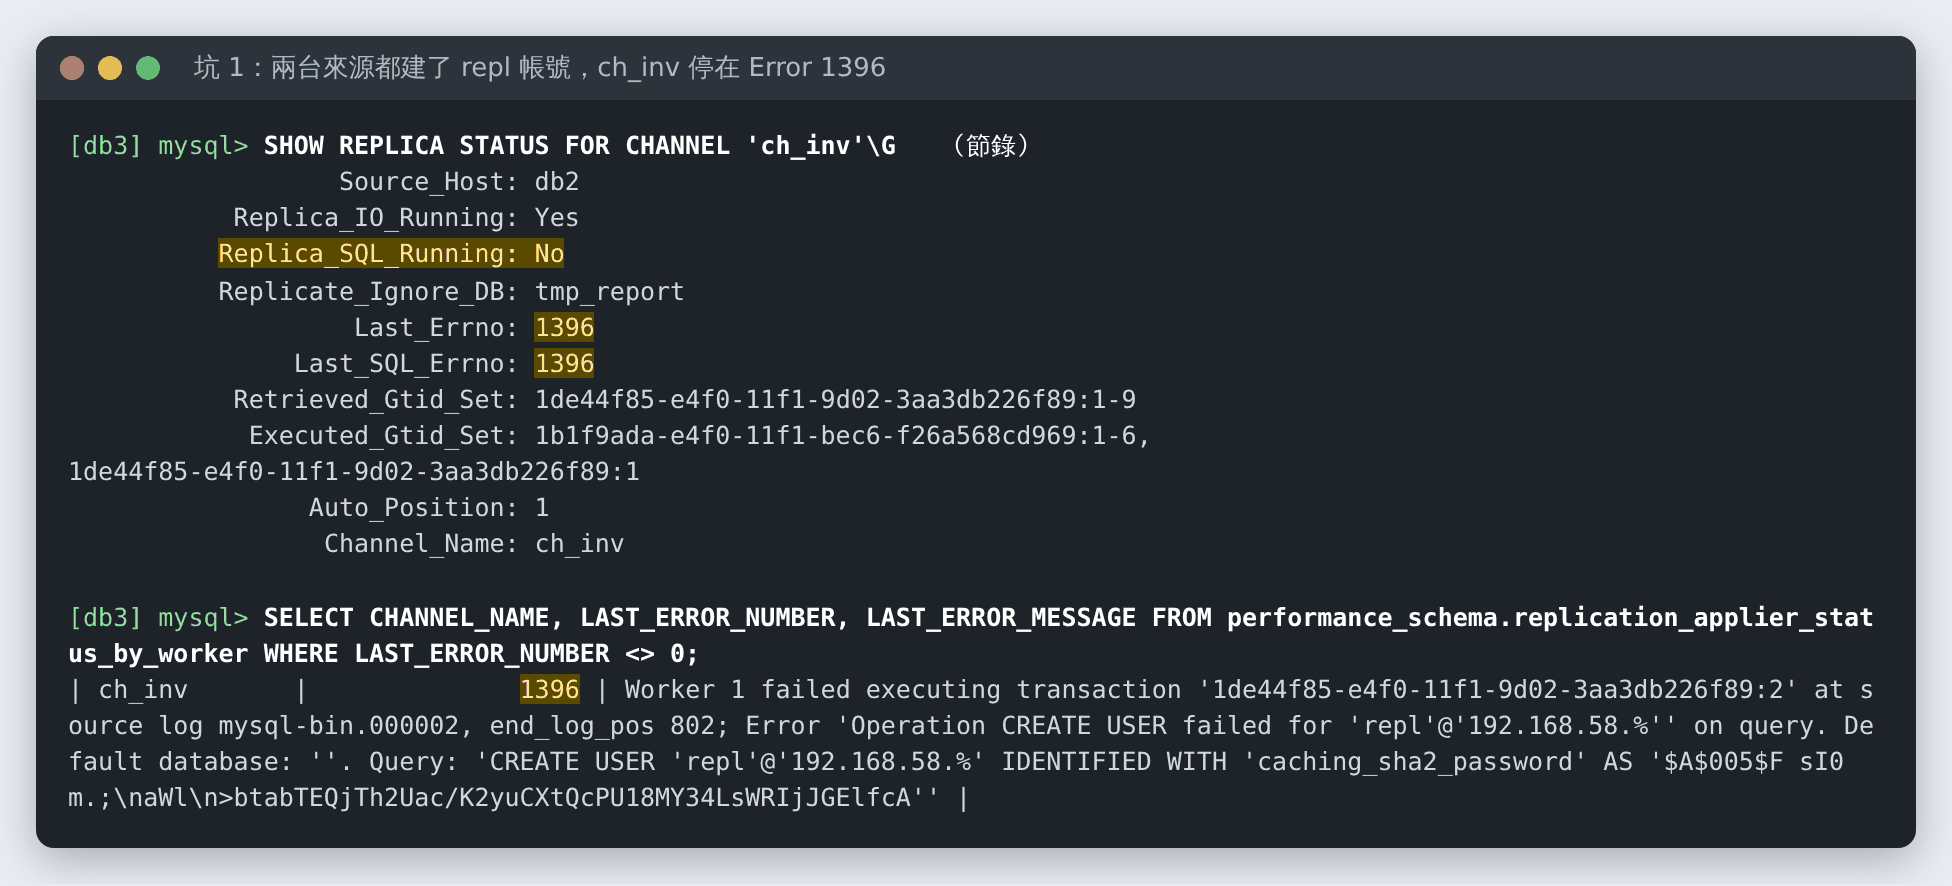 坑 1：兩台來源都建了 repl 帳號，ch_inv 停在 Error 1396
[db3] mysql> SHOW REPLICA STATUS FOR CHANNEL 'ch_inv'\G （節錄）
Source_Host: db2
Replica_IO_Running: Yes
Replica_SQL_Running: No
Replicate_Ignore_DB: tmp_report
Last_Errno: 1396
Last_SQL_Errno: 1396
Retrieved_Gtid_Set: 1de44f85-e4f0-11f1-9d02-3aa3db226f89:1-9
Executed_Gtid_Set: 1b1f9ada-e4f0-11f1-bec6-f26a568cd969:1-6,
1de44f85-e4f0-11f1-9d02-3aa3db226f89:1
Auto_Position: 1
Channel_Name: ch_inv
[db3] mysql> SELECT CHANNEL_NAME, LAST_ERROR_NUMBER, LAST_ERROR_MESSAGE FROM performance_schema.replication_applier_stat
us_by_worker WHERE LAST_ERROR_NUMBER <> 0;
| ch_inv | 1396 | Worker 1 failed executing transaction '1de44f85-e4f0-11f1-9d02-3aa3db226f89:2' at s
ource log mysql-bin.000002, end_log_pos 802; Error 'Operation CREATE USER failed for 'repl'@'192.168.58.%'' on query. De
fault database: ''. Query: 'CREATE USER 'repl'@'192.168.58.%' IDENTIFIED WITH 'caching_sha2_password' AS '$A$005$F sI0
m.;\naWl\n>btabTEQjTh2Uac/K2yuCXtQcPU18MY34LsWRIjJGElfcA'' |